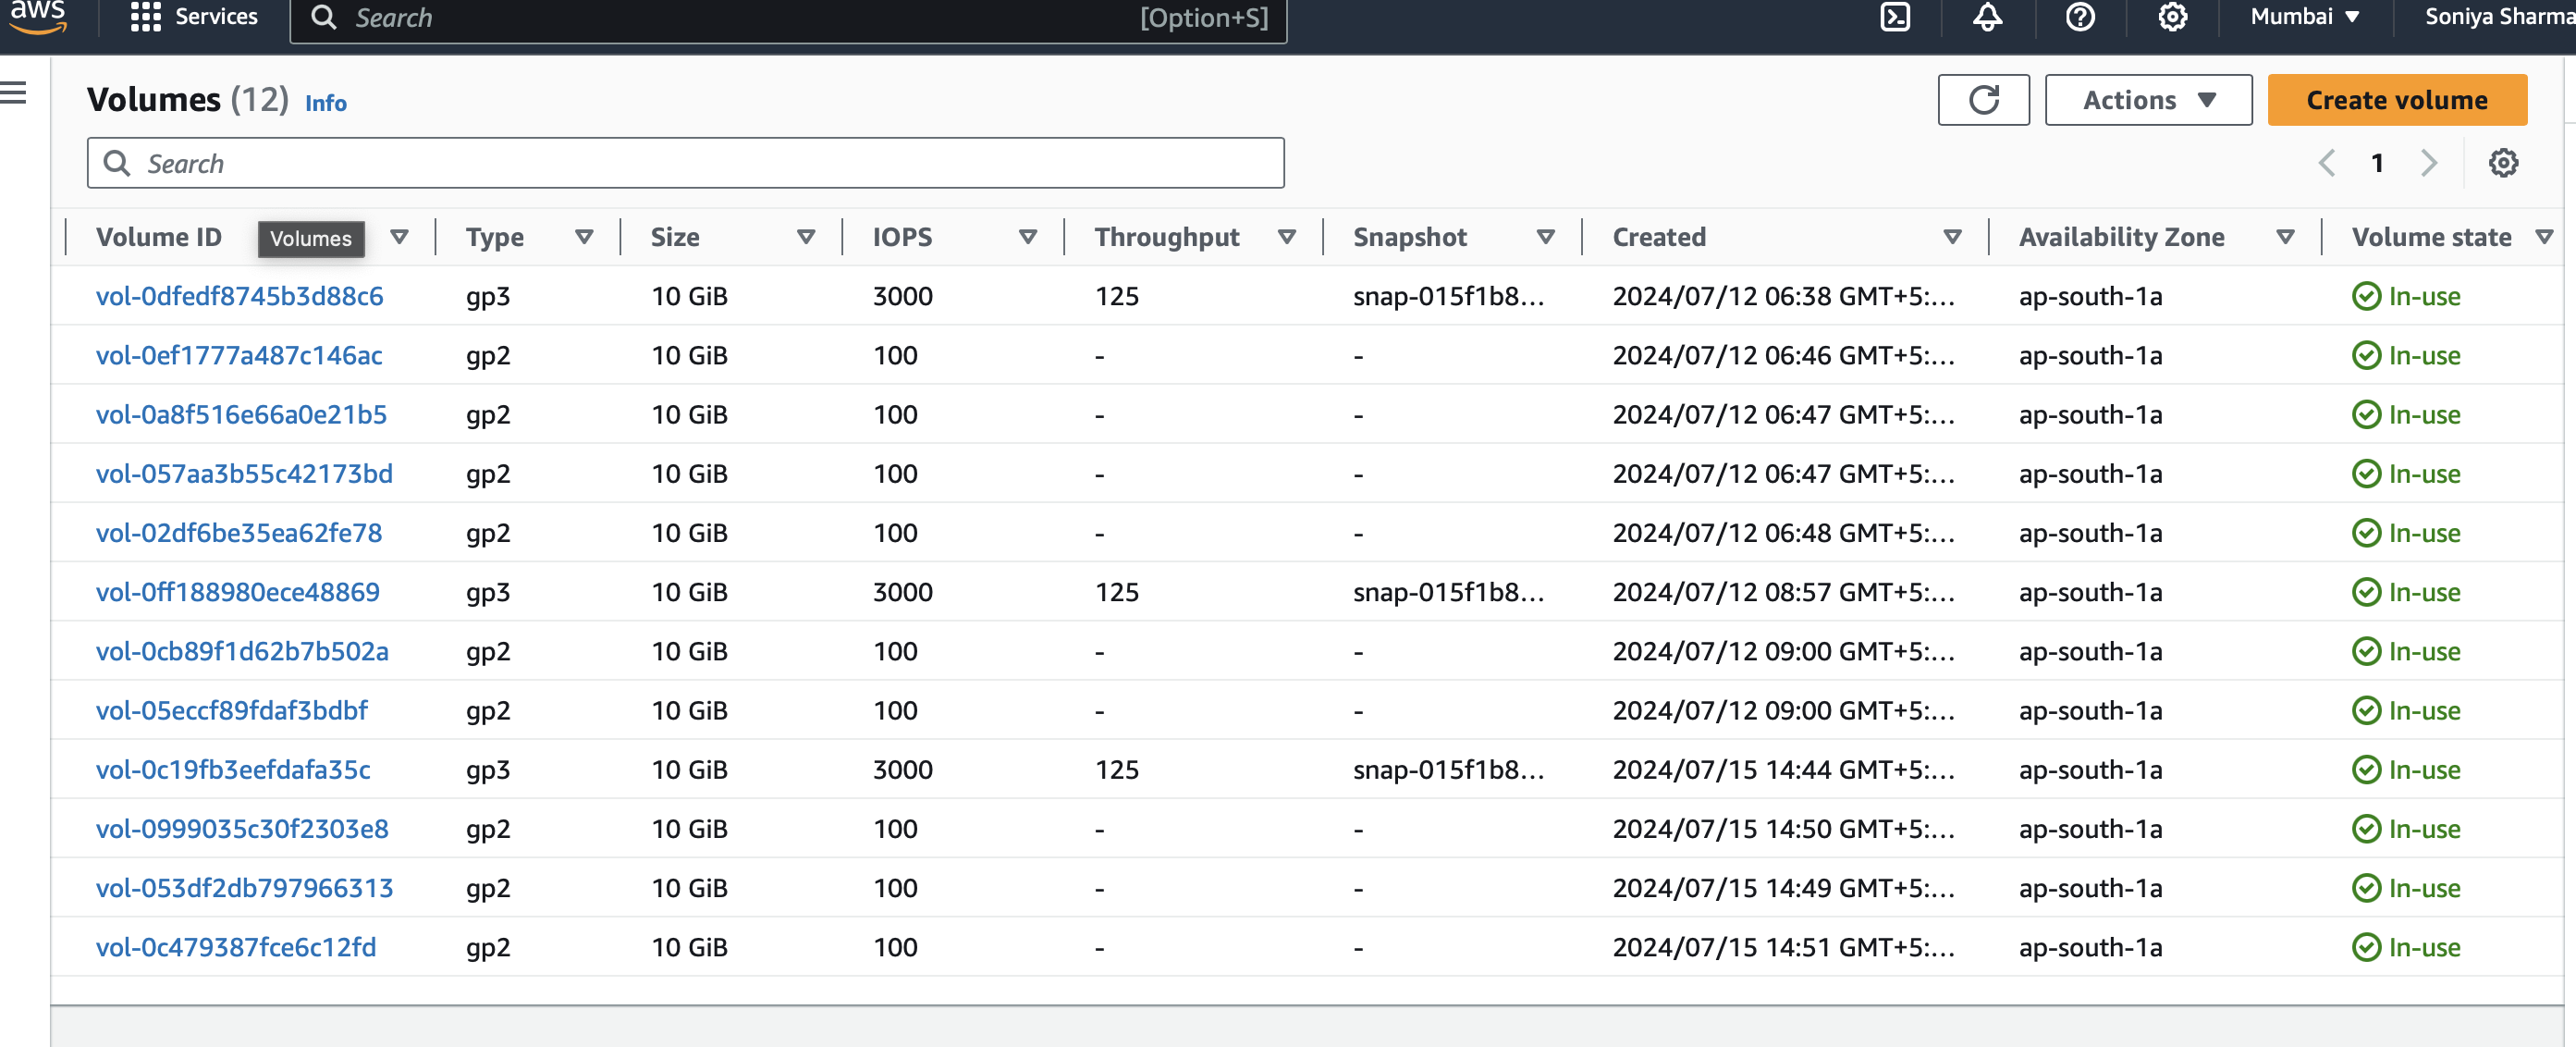 aws Services Search [Option+S] Mumbai Soniya Sharma
Volumes (12) Info Actions Create volume
Search 1
Volume ID Volumes Type Size IOPS Throughput Snapshot Created Availability Zone Volume state
vol-0dfedf8745b3d88c6 gp3 10 GiB 3000 125 snap-015f1b8... 2024/07/12 06:38 GMT+5:... ap-south-1a In-use
vol-0ef1777a487c146ac gp2 10 GiB 100 - - 2024/07/12 06:46 GMT+5:... ap-south-1a In-use
vol-0a8f516e66a0e21b5 gp2 10 GiB 100 - - 2024/07/12 06:47 GMT+5:... ap-south-1a In-use
vol-057aa3b55c42173bd gp2 10 GiB 100 - - 2024/07/12 06:47 GMT+5:... ap-south-1a In-use
vol-02df6be35ea62fe78 gp2 10 GiB 100 - - 2024/07/12 06:48 GMT+5:... ap-south-1a In-use
vol-0ff188980ece48869 gp3 10 GiB 3000 125 snap-015f1b8... 2024/07/12 08:57 GMT+5:... ap-south-1a In-use
vol-0cb89f1d62b7b502a gp2 10 GiB 100 - - 2024/07/12 09:00 GMT+5:... ap-south-1a In-use
vol-05eccf89fdaf3bdbf gp2 10 GiB 100 - - 2024/07/12 09:00 GMT+5:... ap-south-1a In-use
vol-0c19fb3eefdafa35c gp3 10 GiB 3000 125 snap-015f1b8... 2024/07/15 14:44 GMT+5:... ap-south-1a In-use
vol-0999035c30f2303e8 gp2 10 GiB 100 - - 2024/07/15 14:50 GMT+5:... ap-south-1a In-use
vol-053df2db797966313 gp2 10 GiB 100 - - 2024/07/15 14:49 GMT+5:... ap-south-1a In-use
vol-0c479387fce6c12fd gp2 10 GiB 100 - - 2024/07/15 14:51 GMT+5:... ap-south-1a In-use